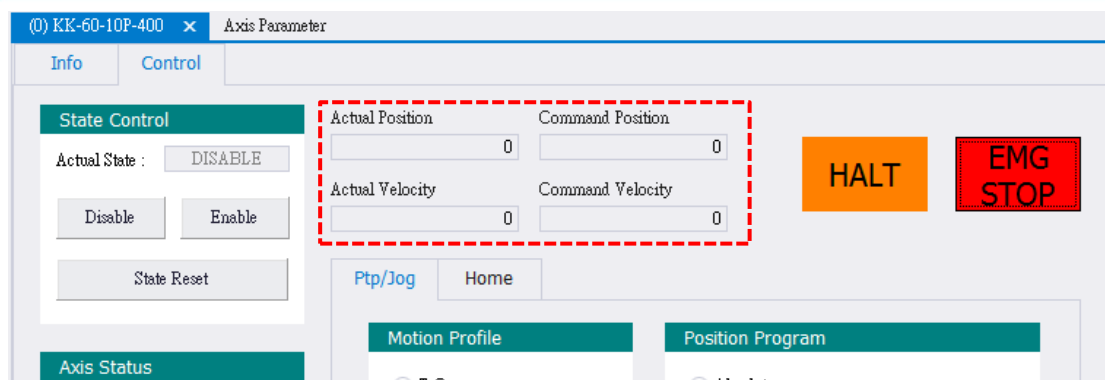 (0) KK-60-10P-400 × Axis Parameter
Info Control
State Control
Actual State : DISABLE
Disable Enable
State Reset
Axis Status
Actual Position Command Position
0 0
Actual Velocity Command Velocity
0 0
HALT
EMG
STOP
Ptp/Jog Home
Motion Profile
Position Program